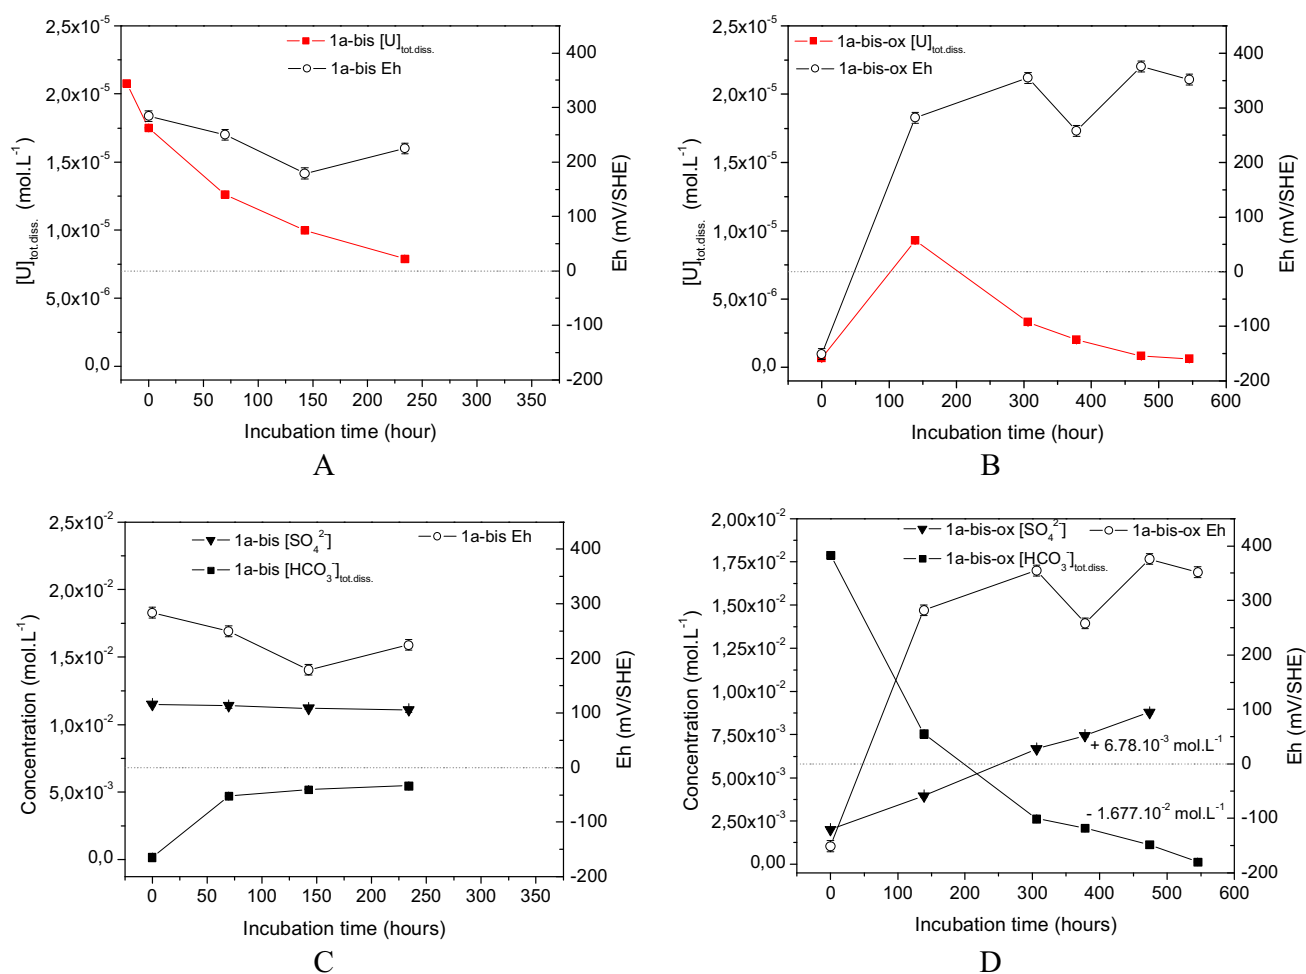 2,5x10⁻⁵
2,0x10⁻⁵
1,5x10⁻⁵
1,0x10⁻⁵
5,0x10⁻⁶
0,0
[U]tot.diss. (mol.L⁻¹)
1a-bis [U]tot.diss.
1a-bis Eh
400
300
200
100
0
-100
-200
Eh (mV/SHE)
0 50 100 150 200 250 300 350
Incubation time (hour)
A
2,5x10⁻⁵
2,0x10⁻⁵
1,5x10⁻⁵
1,0x10⁻⁵
5,0x10⁻⁶
0,0
[U]tot.diss. (mol.L⁻¹)
1a-bis-ox [U]tot.diss.
1a-bis-ox Eh
400
300
200
100
0
-100
-200
Eh (mV/SHE)
0 100 200 300 400 500 600
Incubation time (hour)
B
2,5x10⁻²
2,0x10⁻²
1,5x10⁻²
1,0x10⁻²
5,0x10⁻³
0,0
Concentration (mol.L⁻¹)
1a-bis [SO₄²]
1a-bis [HCO₃⁻]tot.diss.
1a-bis Eh
400
300
200
100
0
-100
-200
Eh (mV/SHE)
0 50 100 150 200 250 300 350
Incubation time (hours)
C
2,00x10⁻²
1,75x10⁻²
1,50x10⁻²
1,25x10⁻²
1,00x10⁻²
7,50x10⁻³
5,00x10⁻³
2,50x10⁻³
0,00
Concentration (mol.L⁻¹)
1a-bis-ox [SO₄²]
1a-bis-ox [HCO₃⁻]tot.diss.
1a-bis-ox Eh
+ 6.78.10⁻³ mol.L⁻¹
- 1.677.10⁻² mol.L⁻¹
400
300
200
100
0
-100
-200
Eh (mV/SHE)
0 100 200 300 400 500 600
Incubation time (hours)
D